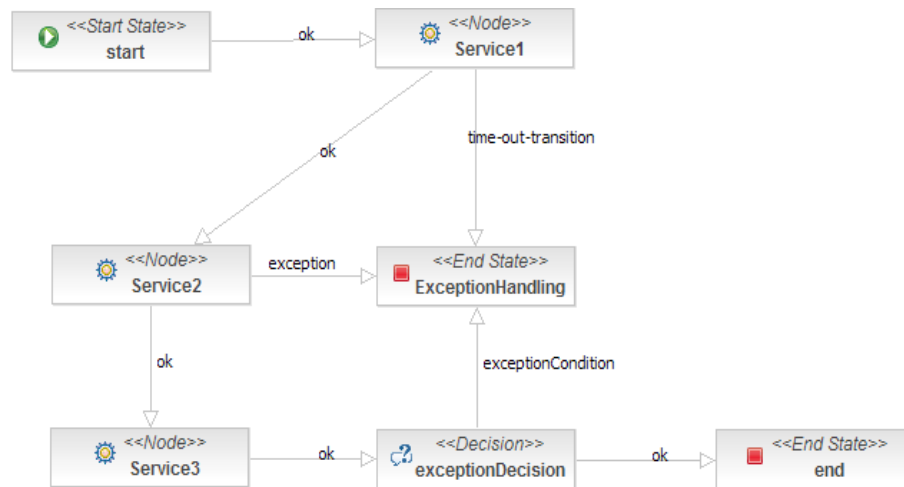 <<Start State>>
start
ok
<<Node>>
Service1
ok
time-out-transition
<<Node>>
Service2
exception
<<End State>>
ExceptionHandling
ok
exceptionCondition
<<Node>>
Service3
ok
<<Decision>>
exceptionDecision
ok
<<End State>>
end